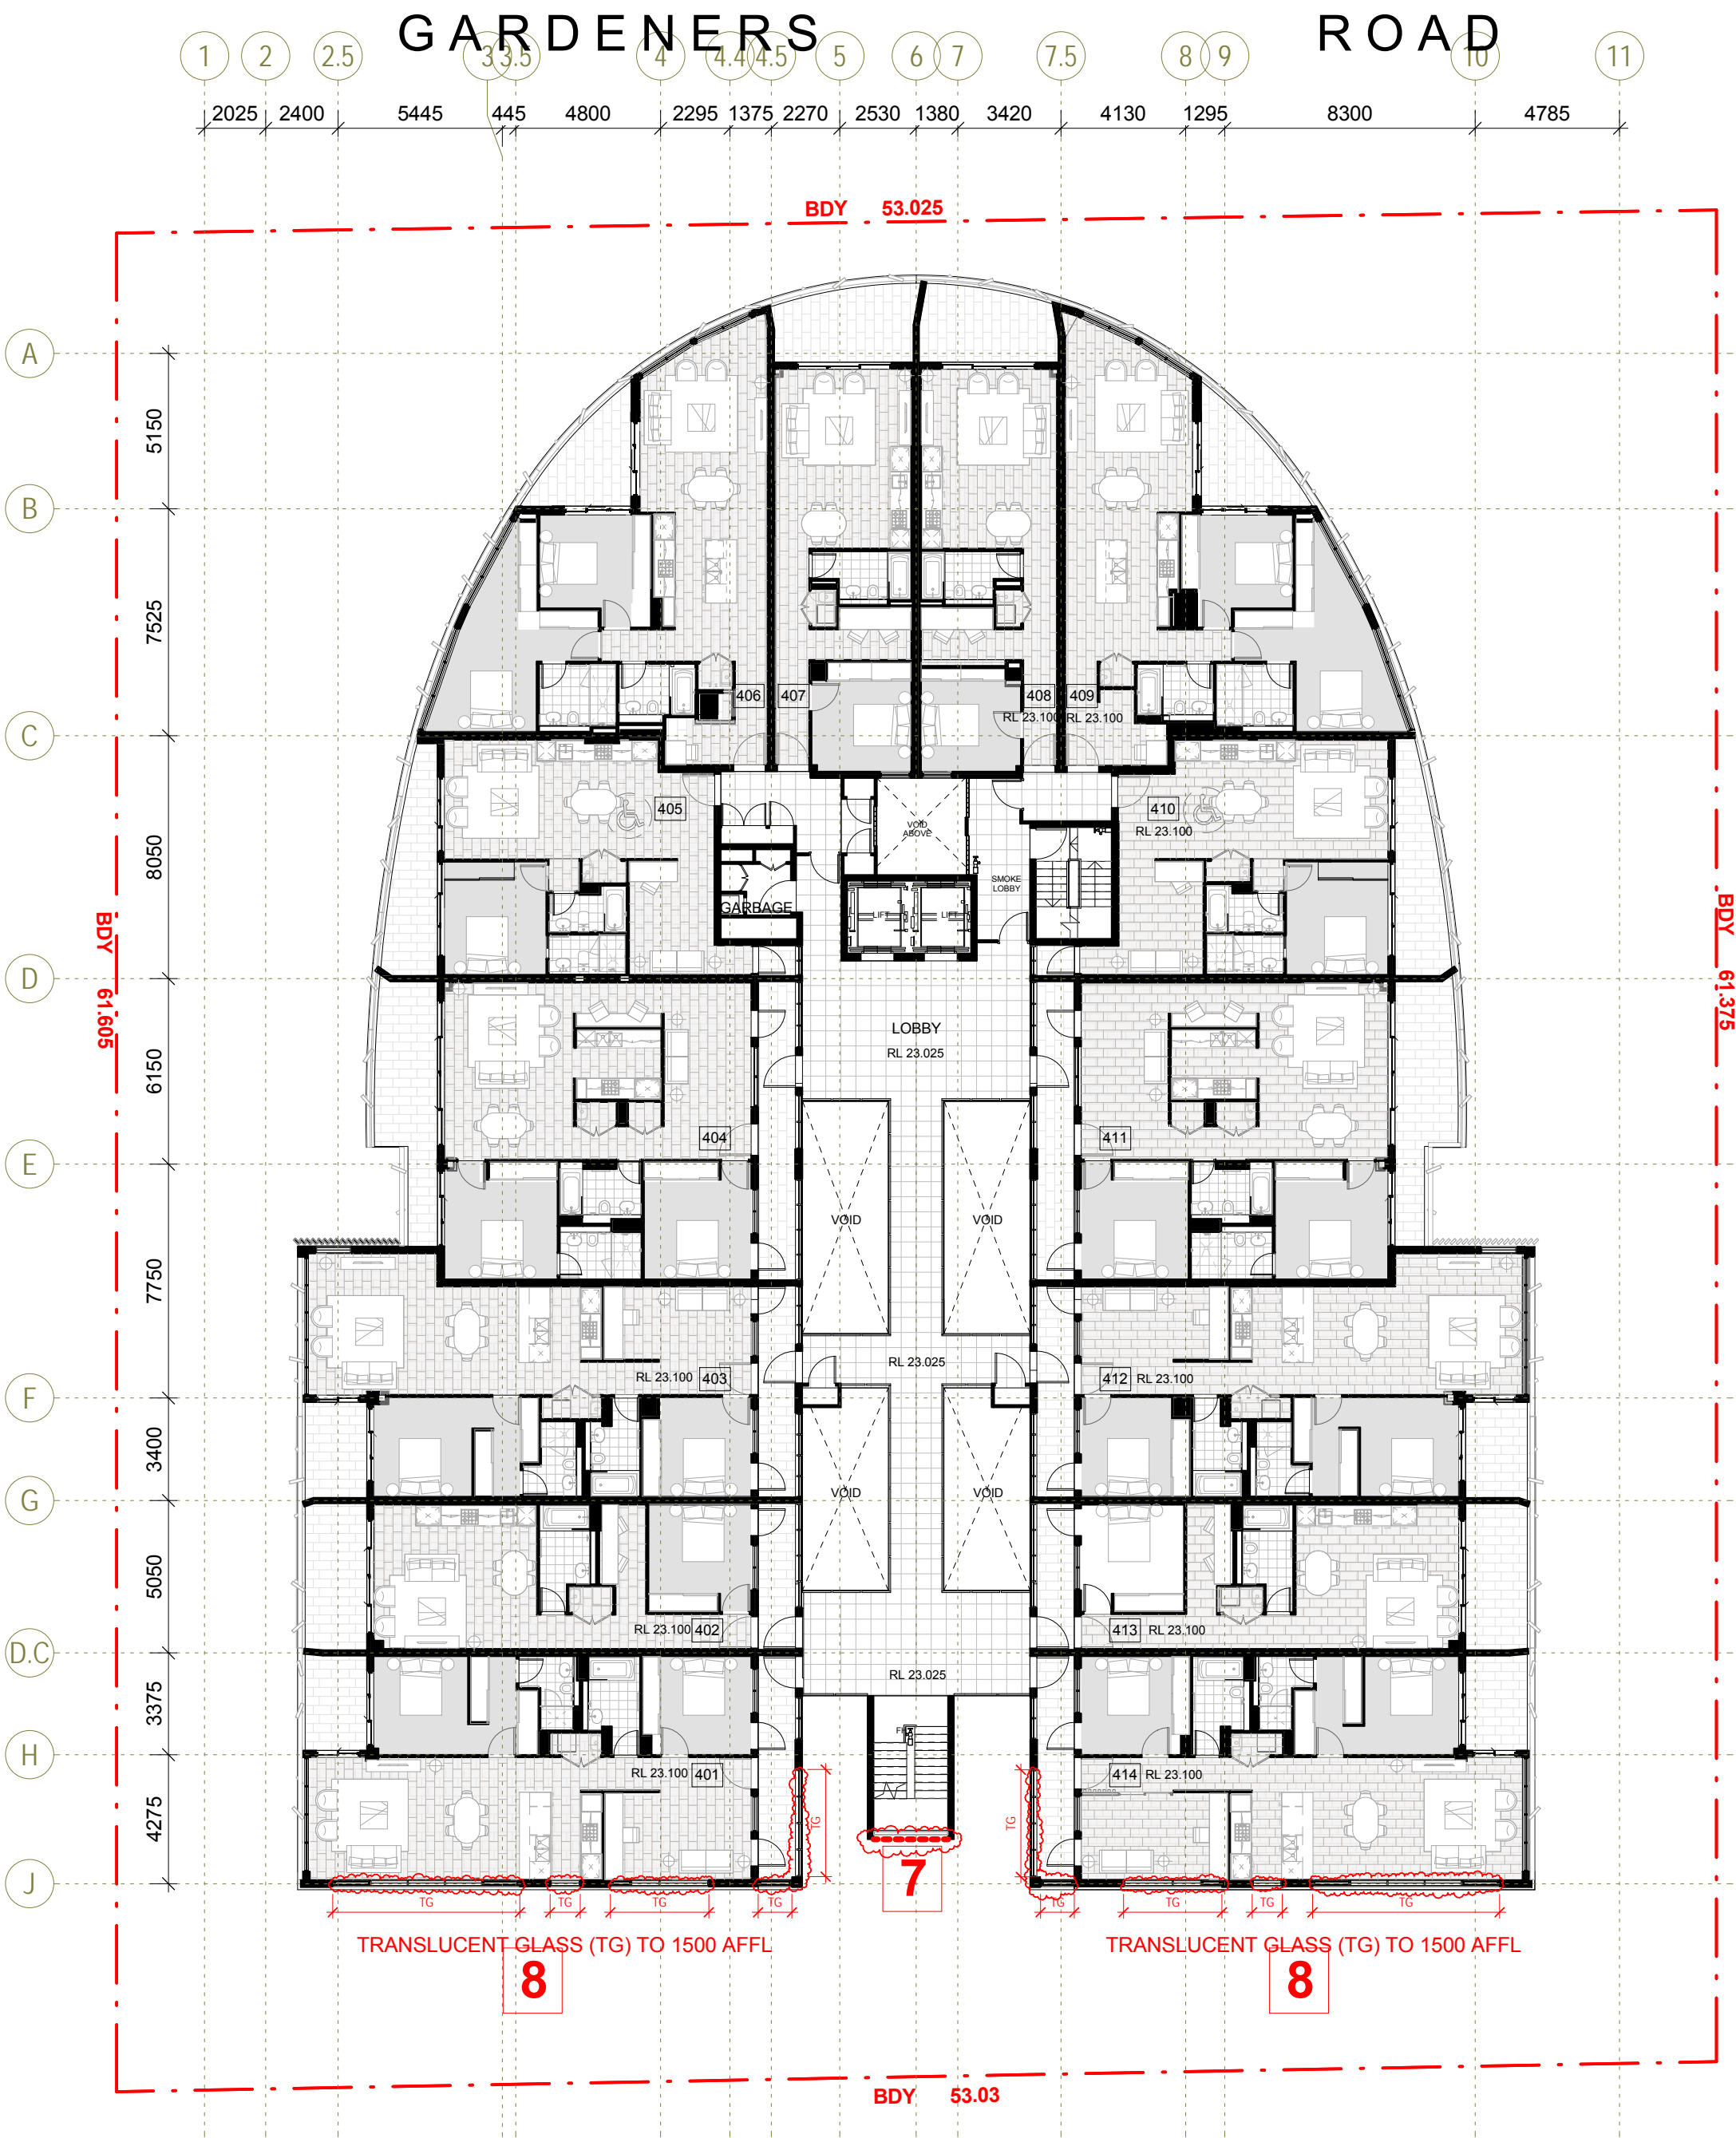 GARDENERS ROAD
1 2 2.5 3 3.5 4 4.4 4.5 5 6 7 7.5 8 9 10 11
2025 2400 5445 445 4800 2295 1375 2270 2530 1380 3420 4130 1295 8300 4785
BDY 53.025
A
5150
B
7525
406 407 408 409
RL 23.100 RL 23.100
C
405 410
RL 23.100
VOID
ABOVE
8050
SMOKE
LOBBY
GARBAGE
LIFT LIFT
BDY 61.605
BDY 61.375
D
LOBBY
RL 23.025
6150
404 411
E
VOID VOID
7750
RL 23.025
RL 23.100 403
412 RL 23.100
F
3400
VOID VOID
G
5050
RL 23.100 402
413 RL 23.100
D.C
RL 23.025
3375
H
RL 23.100 401
414 RL 23.100
4275
TG TG
7
J
TG TG TG TG TG TG TG TG
TRANSLUCENT GLASS (TG) TO 1500 AFFL
TRANSLUCENT GLASS (TG) TO 1500 AFFL
8 8
BDY 53.03